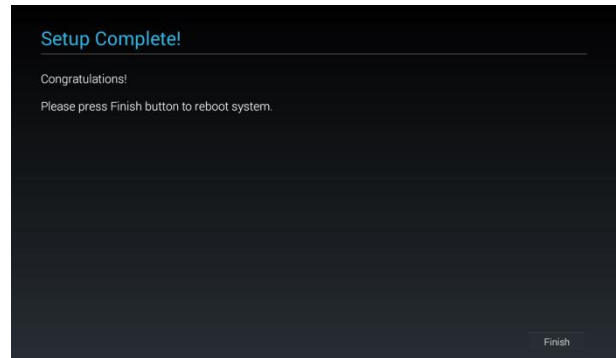 Setup Complete!
Congratulations!
Please press Finish button to reboot system.
Finish